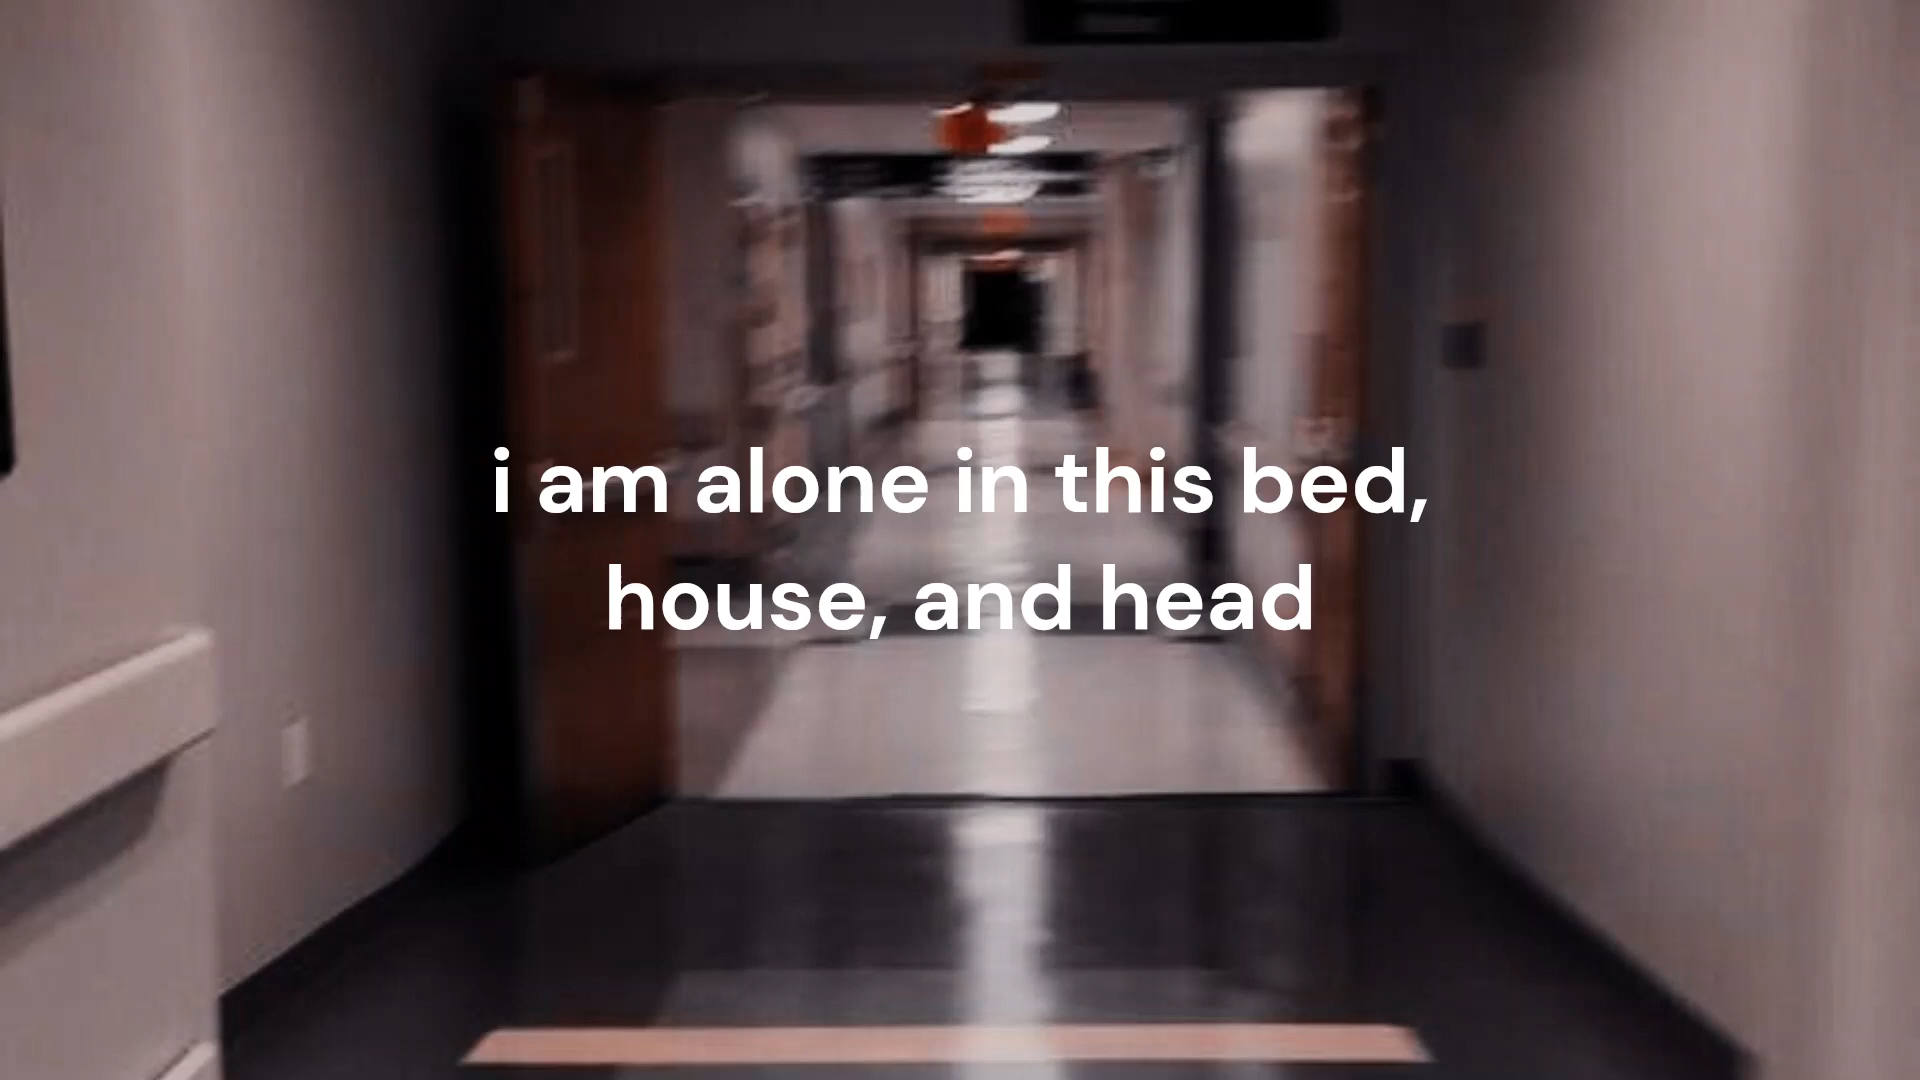 i am alone in this bed,
house, and head